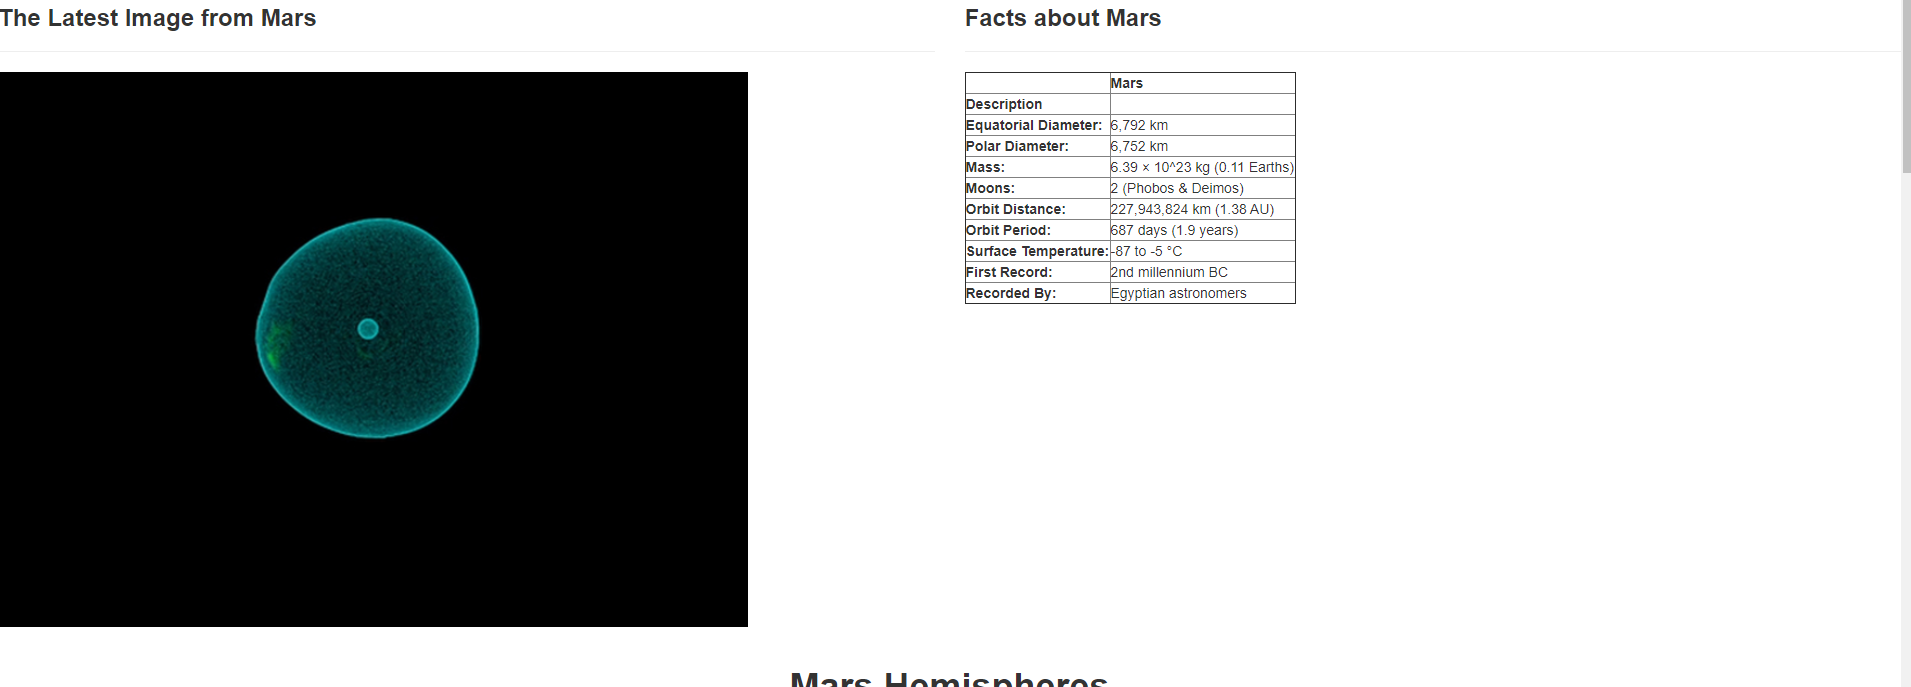 The Latest Image from Mars
Facts about Mars
Mars
Description
Equatorial Diameter: 6,792 km
Polar Diameter: 6,752 km
Mass: 6.39 × 10^23 kg (0.11 Earths)
Moons: 2 (Phobos & Deimos)
Orbit Distance: 227,943,824 km (1.38 AU)
Orbit Period: 687 days (1.9 years)
Surface Temperature: -87 to -5 °C
First Record: 2nd millennium BC
Recorded By: Egyptian astronomers
Mars Hemispheres